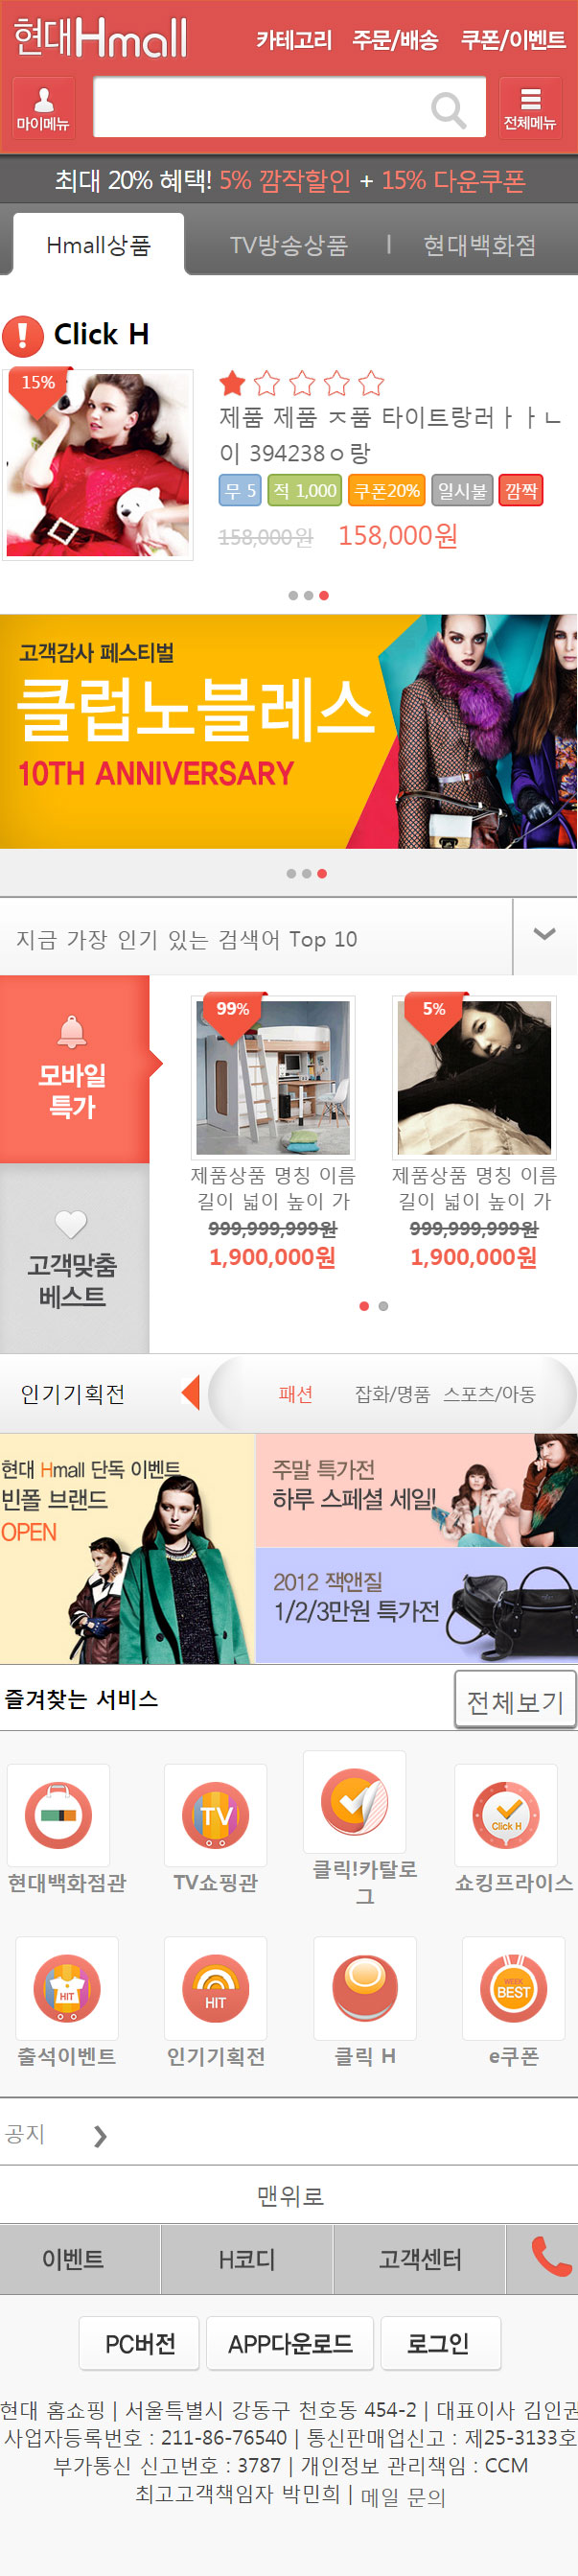 현대Hmall
카테고리 주문/배송 쿠폰/이벤트
마이메뉴
전체메뉴
최대 20% 혜택! 5% 깜작할인 + 15% 다운쿠폰
Hmall상품 TV방송상품 | 현대백화점
! Click H
15%
제품 제품 ㅈ품 타이트랑러ㅏㅏㄴ
이 394238ㅇ랑
무 5 적 1,000 쿠폰20% 일시불 깜짝
158,000원 158,000원
고객감사 페스티벌
클럽노블레스
10TH ANNIVERSARY
지금 가장 인기 있는 검색어 Top 10
모바일
특가
고객맞춤
베스트
99%
제품상품 명칭 이름
길이 넓이 높이 가
999,999,999원
1,900,000원
5%
제품상품 명칭 이름
길이 넓이 높이 가
999,999,999원
1,900,000원
인기기획전 패션 잡화/명품 스포츠/아동
현대 Hmall 단독 이벤트
빈폴 브랜드
OPEN
주말 특가전
하루 스페셜 세일!
2012 잭앤질
1/2/3만원 특가전
즐겨찾는 서비스 전체보기
현대백화점관
TV
TV쇼핑관
클릭!카탈로
그
Click H
쇼킹프라이스
HIT
출석이벤트
HIT
인기기획전
클릭 H
WEEK
BEST
e쿠폰
공지
맨위로
이벤트 H코디 고객센터
PC버전 APP다운로드 로그인
현대 홈쇼핑 | 서울특별시 강동구 천호동 454-2 | 대표이사 김인권
사업자등록번호 : 211-86-76540 | 통신판매업신고 : 제25-3133호
부가통신 신고번호 : 3787 | 개인정보 관리책임 : CCM
최고고객책임자 박민희 | 메일 문의